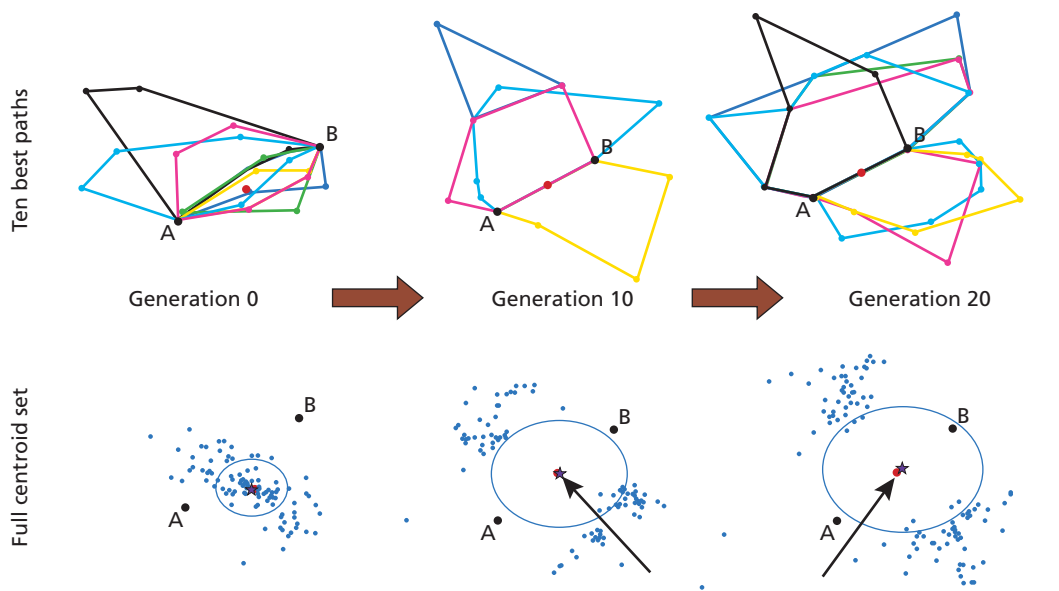 Ten best paths
A
B
A
B
A
B
Generation 0
Generation 10
Generation 20
Full centroid set
A
B
A
B
A
B